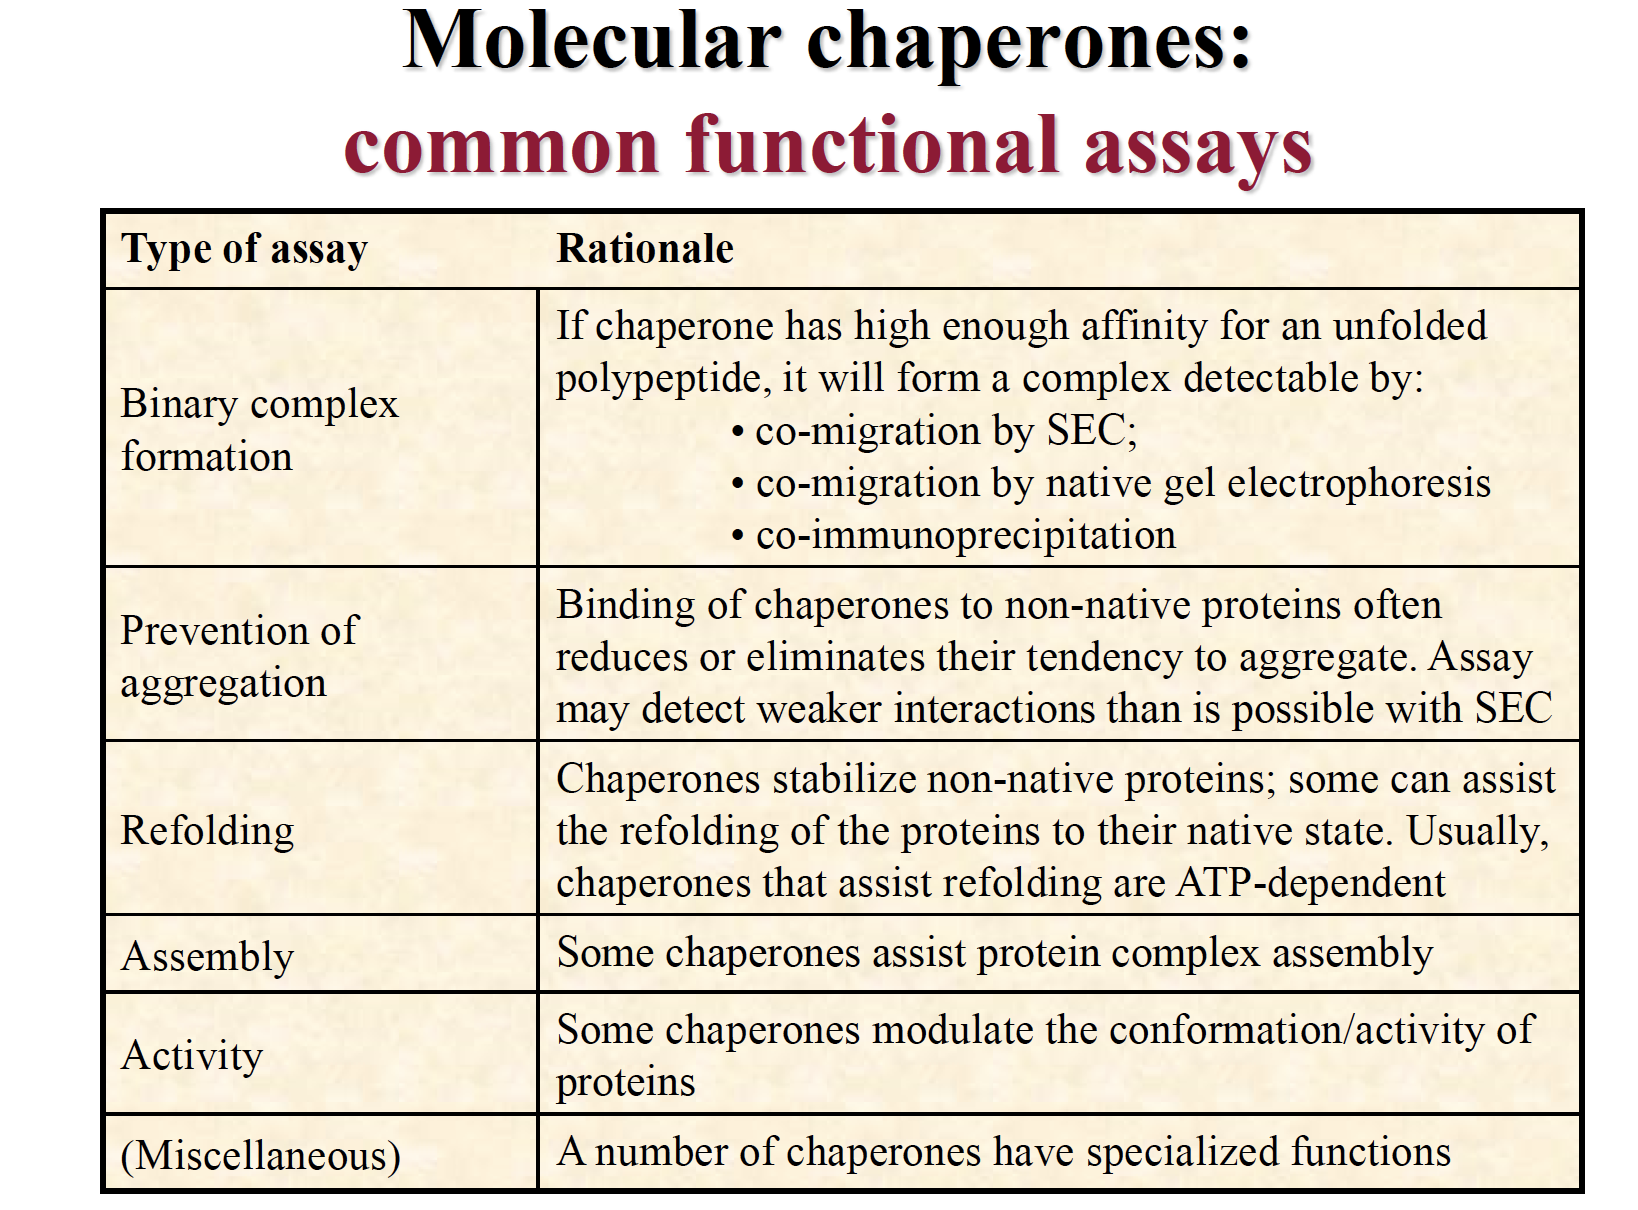 Molecular chaperones:
common functional assays
Type of assay
Rationale
Binary complex
formation
If chaperone has high enough affinity for an unfolded
polypeptide, it will form a complex detectable by:
• co-migration by SEC;
• co-migration by native gel electrophoresis
• co-immunoprecipitation
Prevention of
aggregation
Binding of chaperones to non-native proteins often
reduces or eliminates their tendency to aggregate. Assay
may detect weaker interactions than is possible with SEC
Refolding
Chaperones stabilize non-native proteins; some can assist
the refolding of the proteins to their native state. Usually,
chaperones that assist refolding are ATP-dependent
Assembly
Some chaperones assist protein complex assembly
Activity
Some chaperones modulate the conformation/activity of
proteins
(Miscellaneous)
A number of chaperones have specialized functions